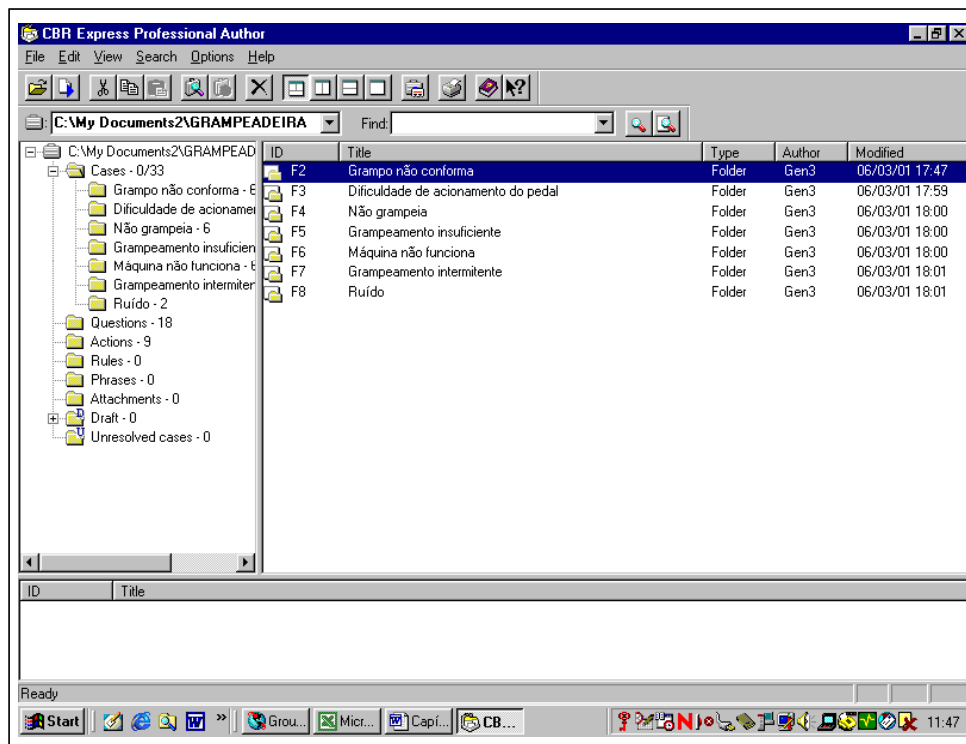 CBR Express Professional Author
File Edit View Search Options Help
C:\My Documents2\GRAMPEADEIRA Find:
C:\My Documents2\GRAMPEAD
Cases - 0/33
Grampo não conforma - 6
Dificuldade de acionamen
Não grampeia - 6
Grampeamento insuficien
Máquina não funciona - 6
Grampeamento intermiten
Ruído - 2
Questions - 18
Actions - 9
Rules - 0
Phrases - 0
Attachments - 0
Draft - 0
Unresolved cases - 0
ID Title Type Author Modified
F2 Grampo não conforma Folder Gen3 06/03/01 17:47
F3 Dificuldade de acionamento do pedal Folder Gen3 06/03/01 17:59
F4 Não grampeia Folder Gen3 06/03/01 18:00
F5 Grampeamento insuficiente Folder Gen3 06/03/01 18:00
F6 Máquina não funciona Folder Gen3 06/03/01 18:00
F7 Grampeamento intermitente Folder Gen3 06/03/01 18:01
F8 Ruído Folder Gen3 06/03/01 18:01
ID Title
Ready
Start » Grou... Micr... Capí... CB... 11:47